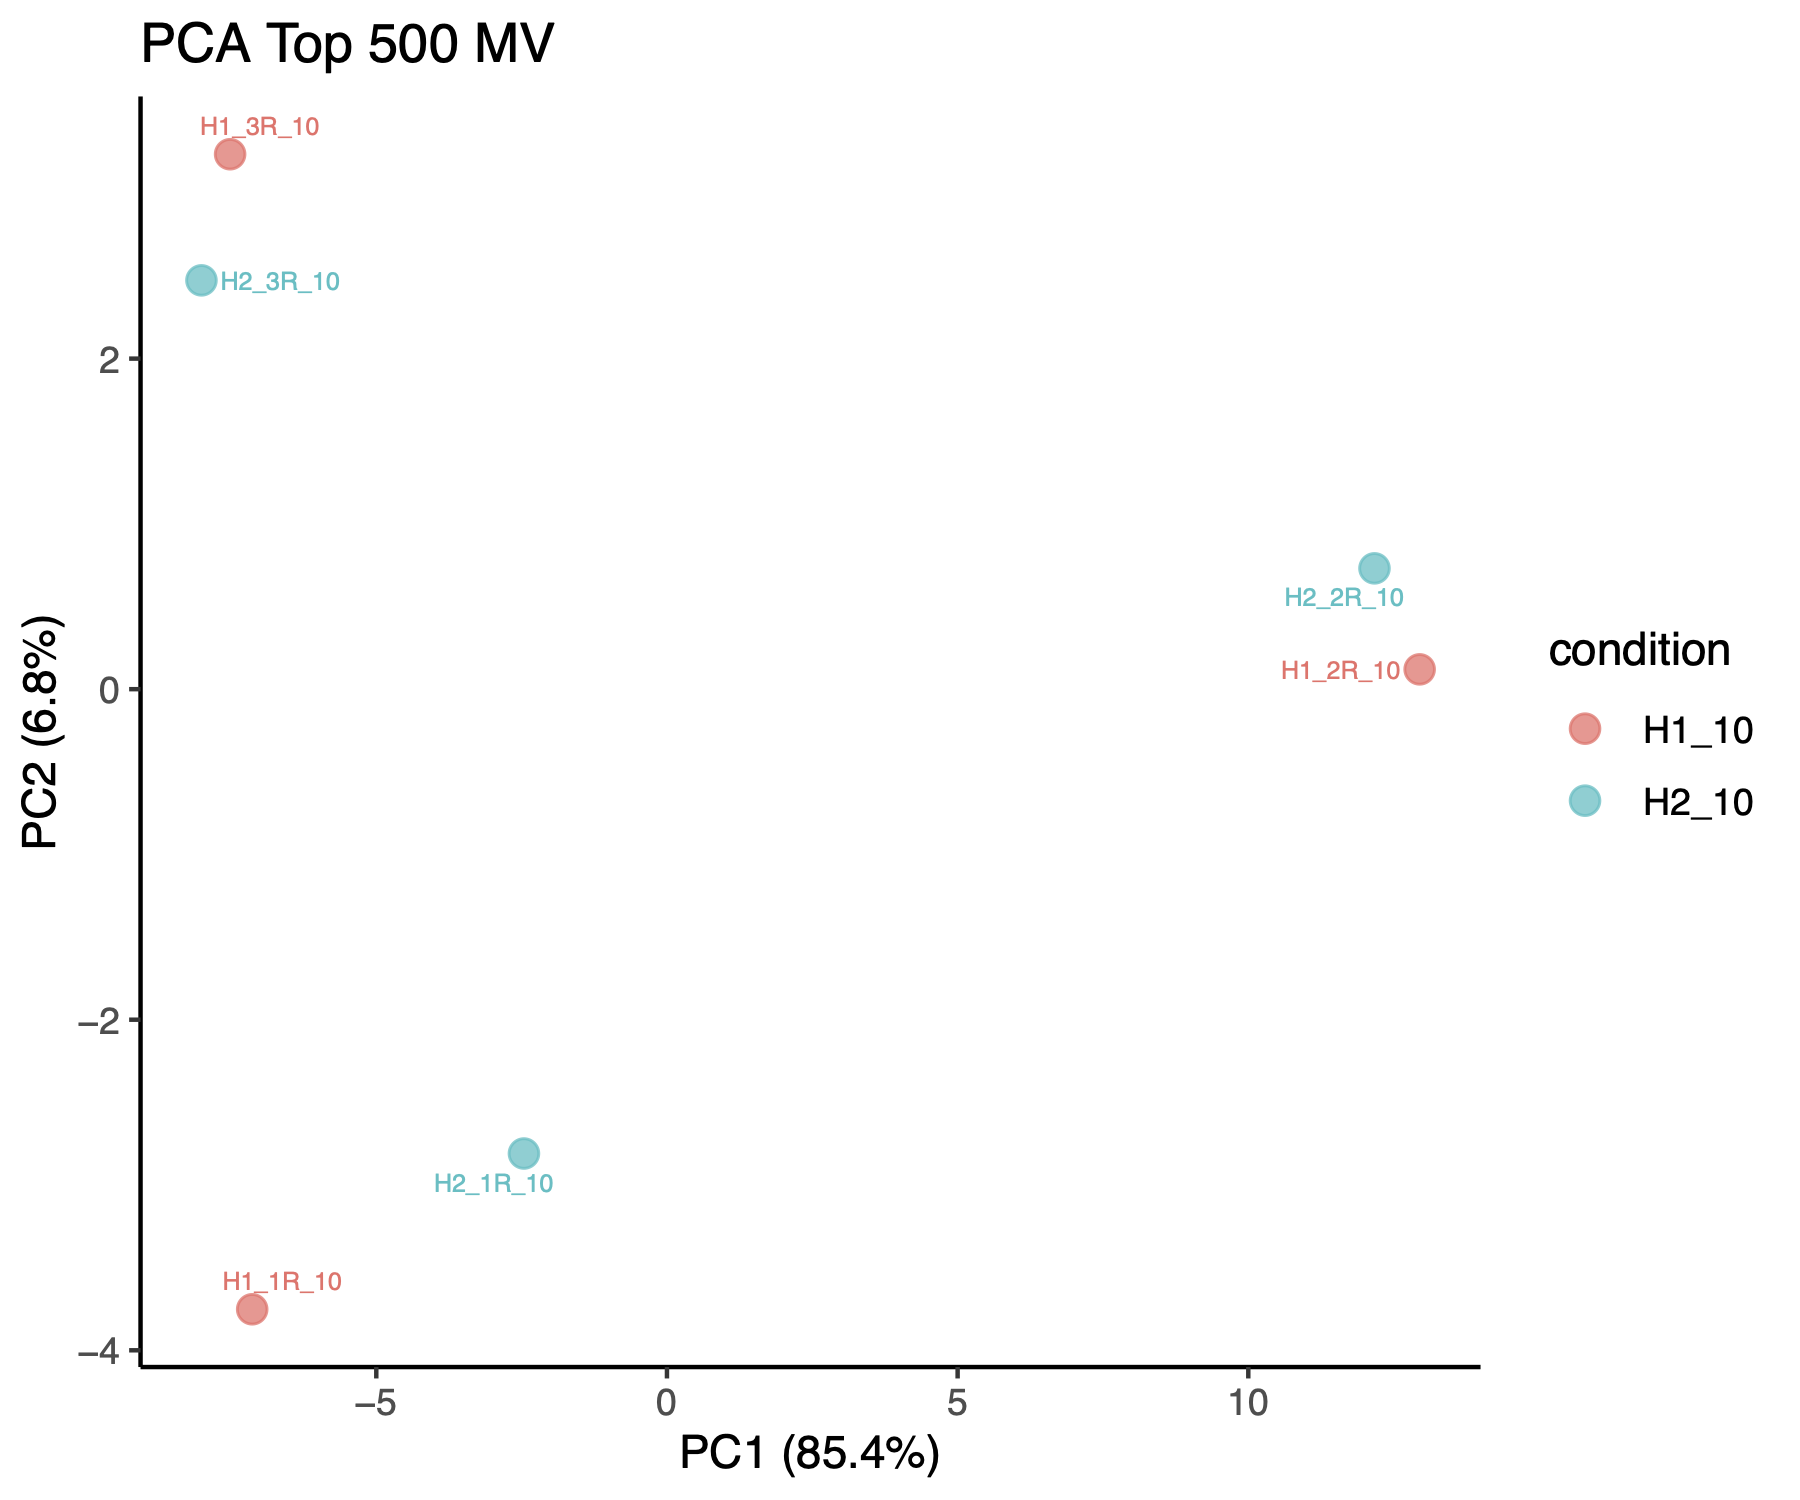 PCA Top 500 MV
H1_3R_10
H2_3R_10
2
H2_2R_10
PC2 (6.8%)
condition
0
H1_2R_10
H1_10
H2_10
−2
H2_1R_10
H1_1R_10
−4
−5
0
5
10
PC1 (85.4%)